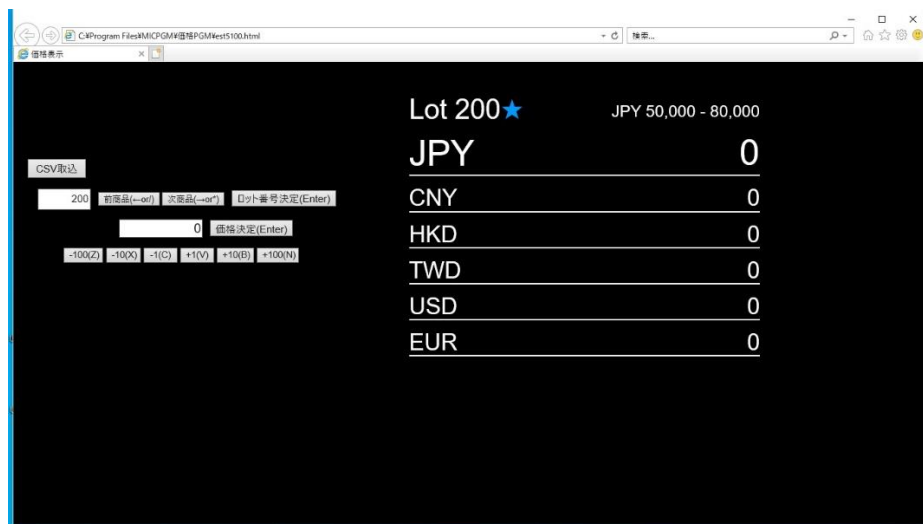 C:¥Program Files¥MICPGM¥価格PGM¥est5100.html
検索...
価格表示
Lot 200★ JPY 50,000 - 80,000
JPY 0
CSV取込
200 前商品(←or/) 次商品(→or*) ロット番号決定(Enter)
CNY 0
0 価格決定(Enter)
HKD 0
-100(Z) -10(X) -1(C) +1(V) +10(B) +100(N)
TWD 0
USD 0
EUR 0